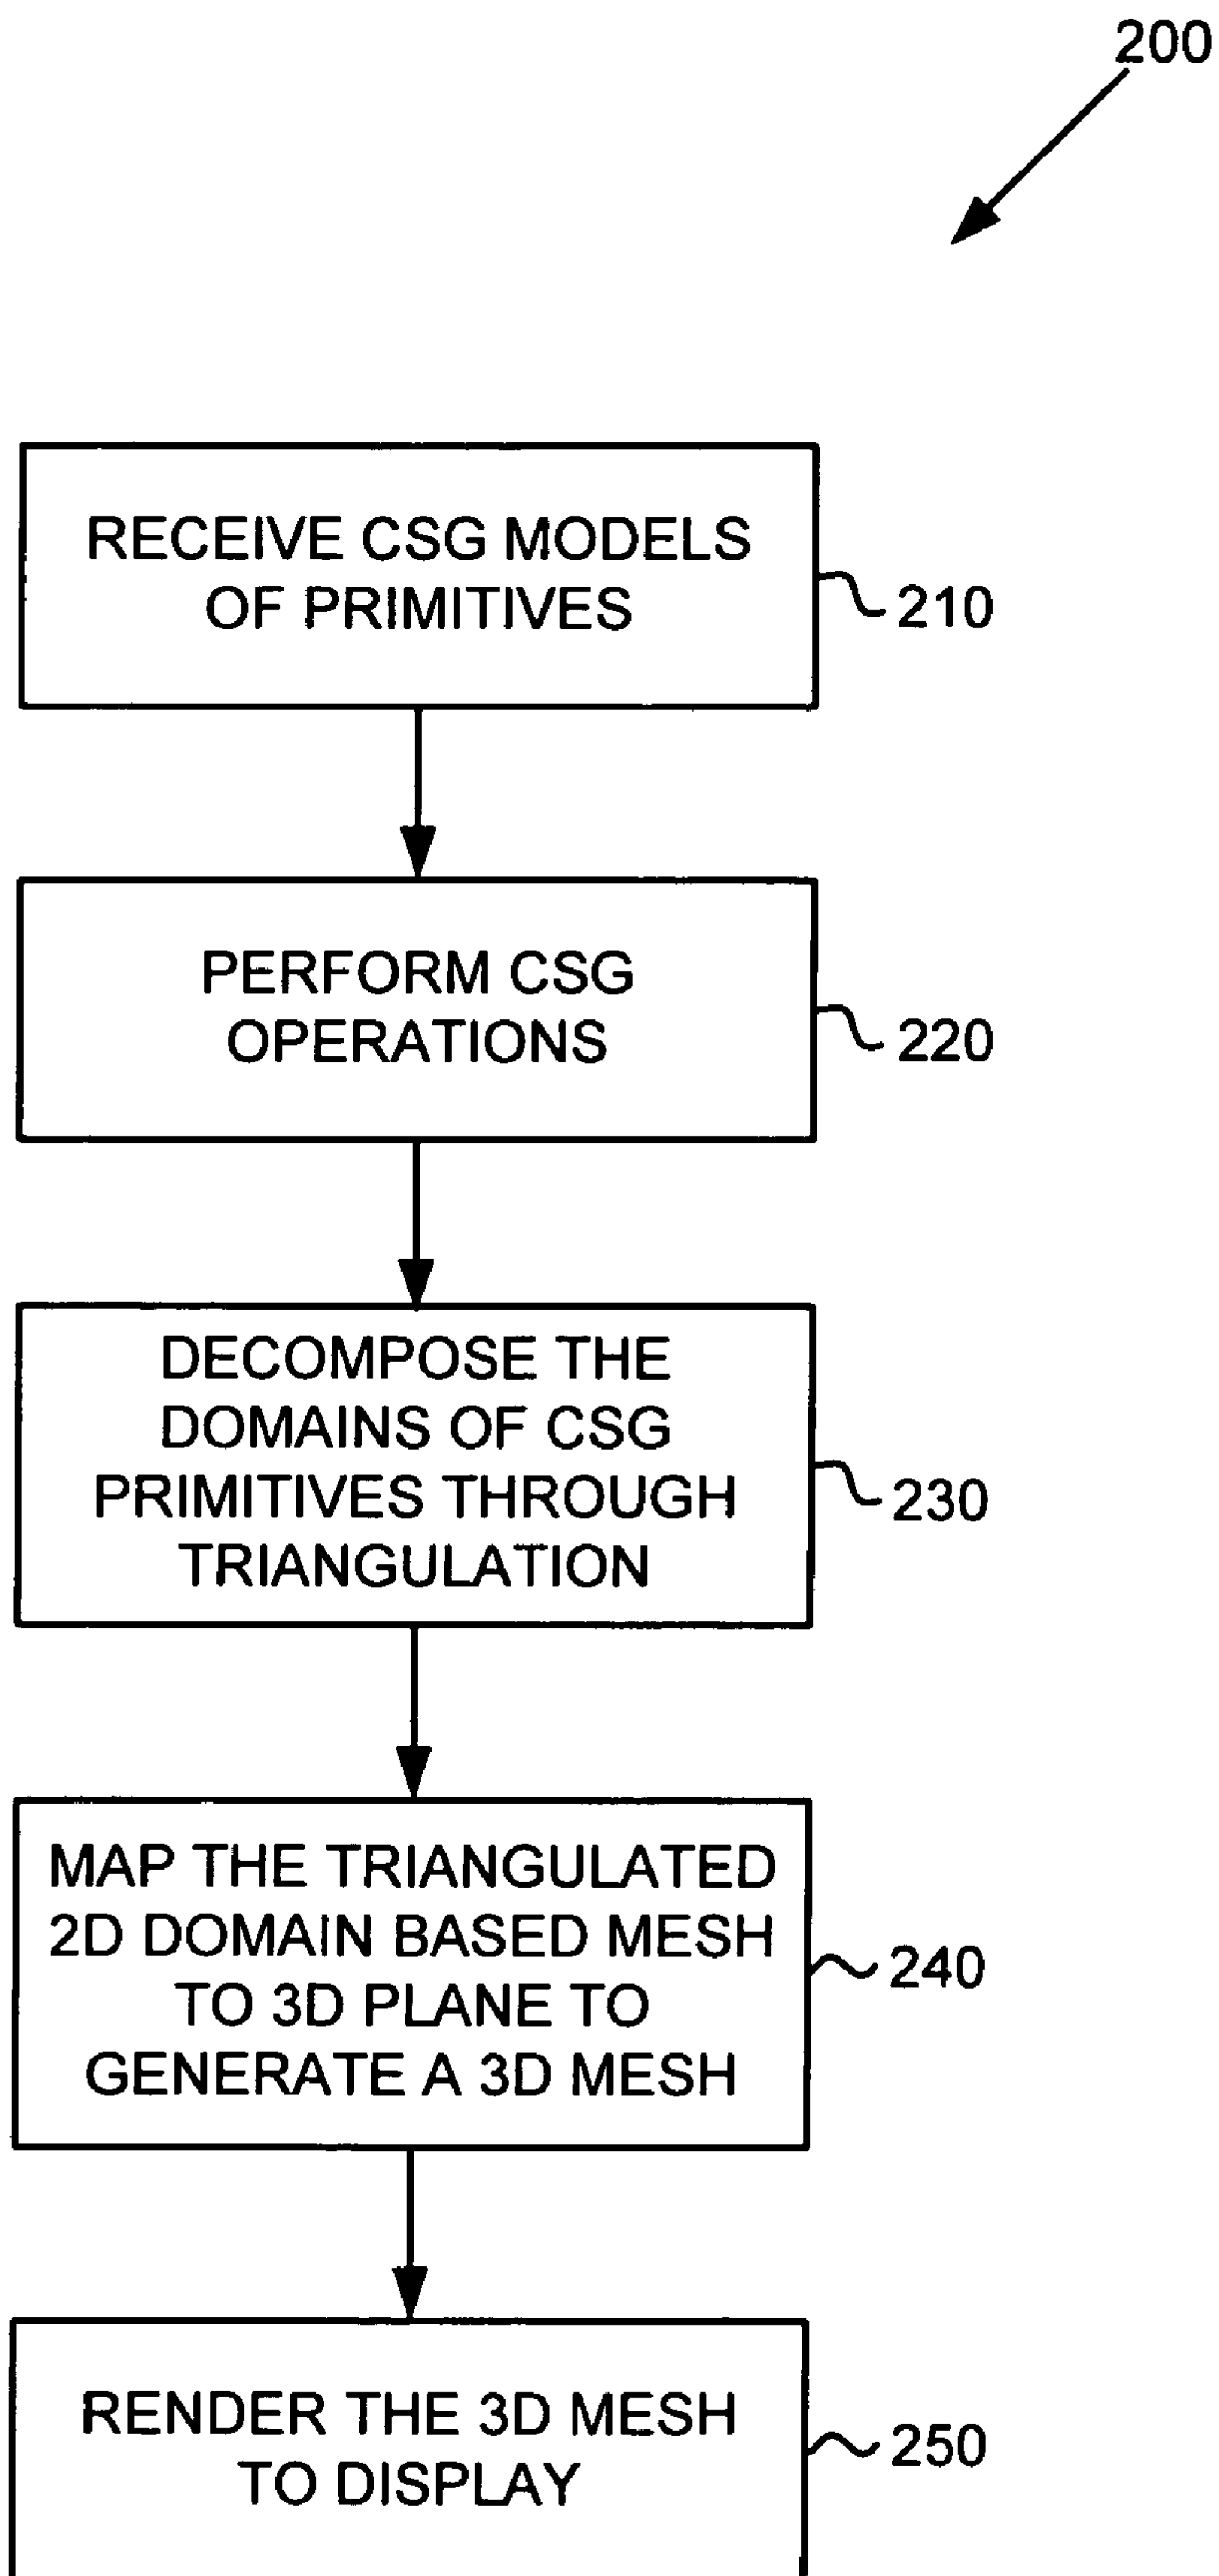 200
RECEIVE CSG MODELS
OF PRIMITIVES
210
PERFORM CSG
OPERATIONS
220
DECOMPOSE THE
DOMAINS OF CSG
PRIMITIVES THROUGH
TRIANGULATION
230
MAP THE TRIANGULATED
2D DOMAIN BASED MESH
TO 3D PLANE TO
GENERATE A 3D MESH
240
RENDER THE 3D MESH
TO DISPLAY
250